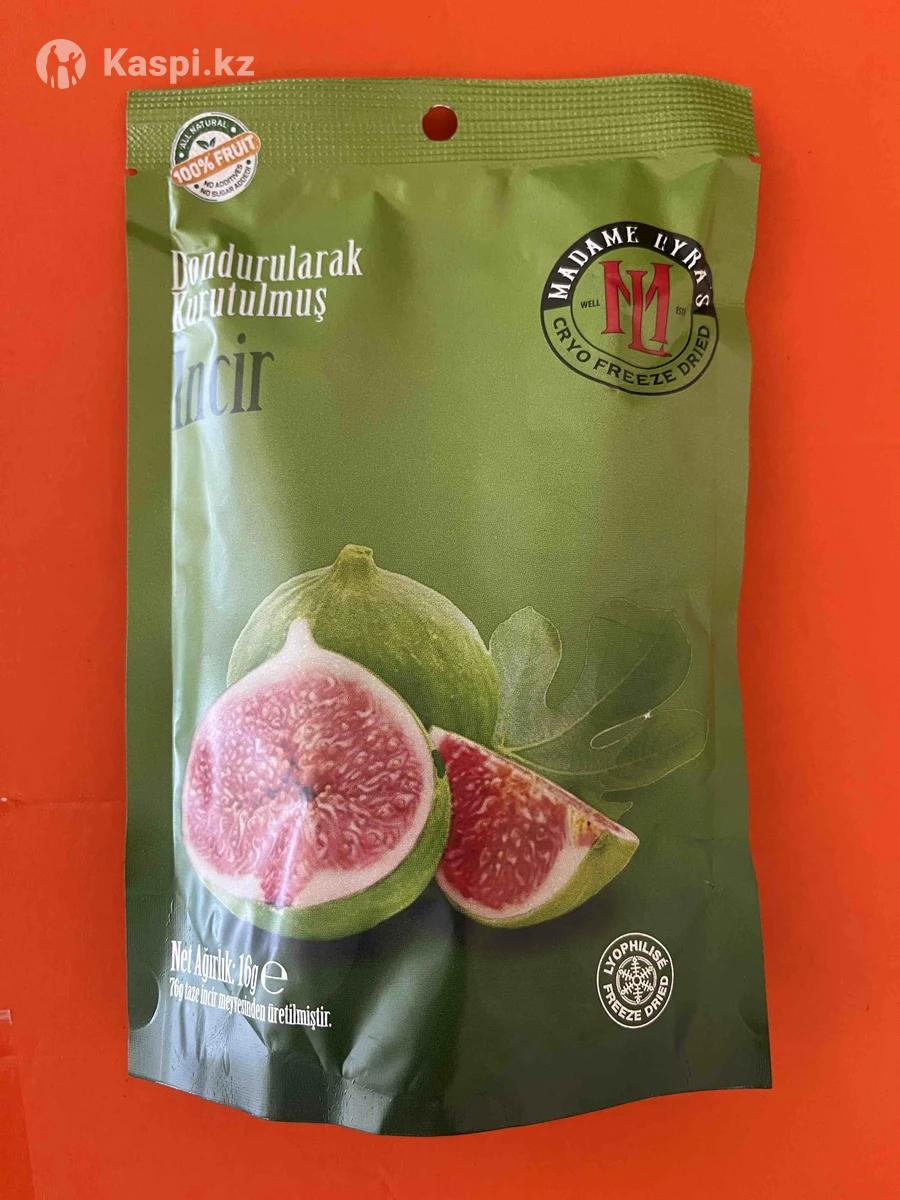 Kaspi.kz
ALL NATURAL
100% FRUIT
NO ADDITIVES
NO SUGAR ADDED!
Dondurularak
Kurutulmuş
İncir
MADAME LYRA'S
WELL
ESTD
CRYO FREEZE DRIED
Net Ağırlık: 16g ℮
76g taze incir meyvesinden üretilmiştir.
LYOPHILISÉ
FREEZE DRIED